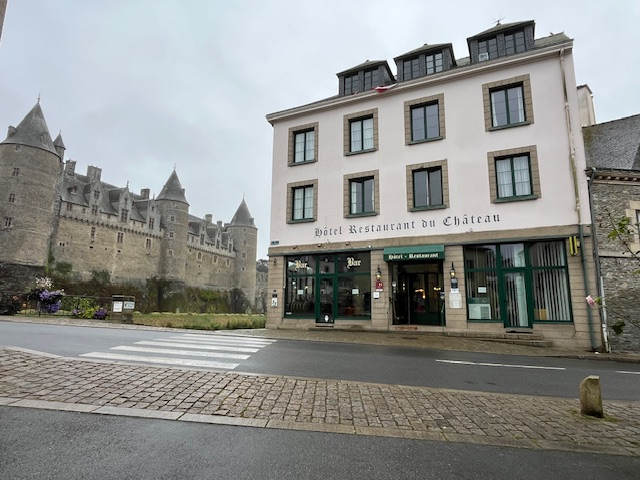 Hôtel Restaurant du Château
Bar
Bar
Hôtel - Restaurant